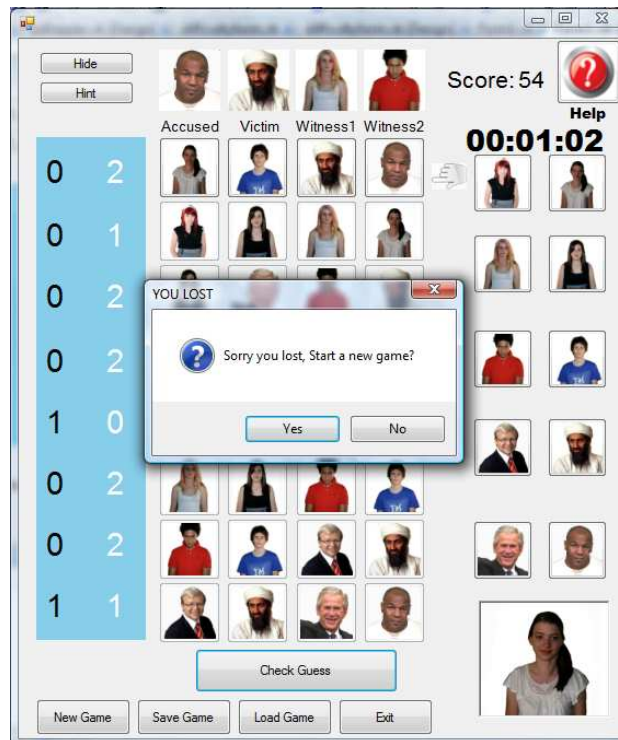 Hide
Hint
Score: 54
Help
Accused Victim Witness1 Witness2
00:01:02
0 2
0 1
0 2
0 2
1 0
0 2
0 2
1 1
YOU LOST
Sorry you lost, Start a new game?
Yes No
Check Guess
New Game Save Game Load Game Exit